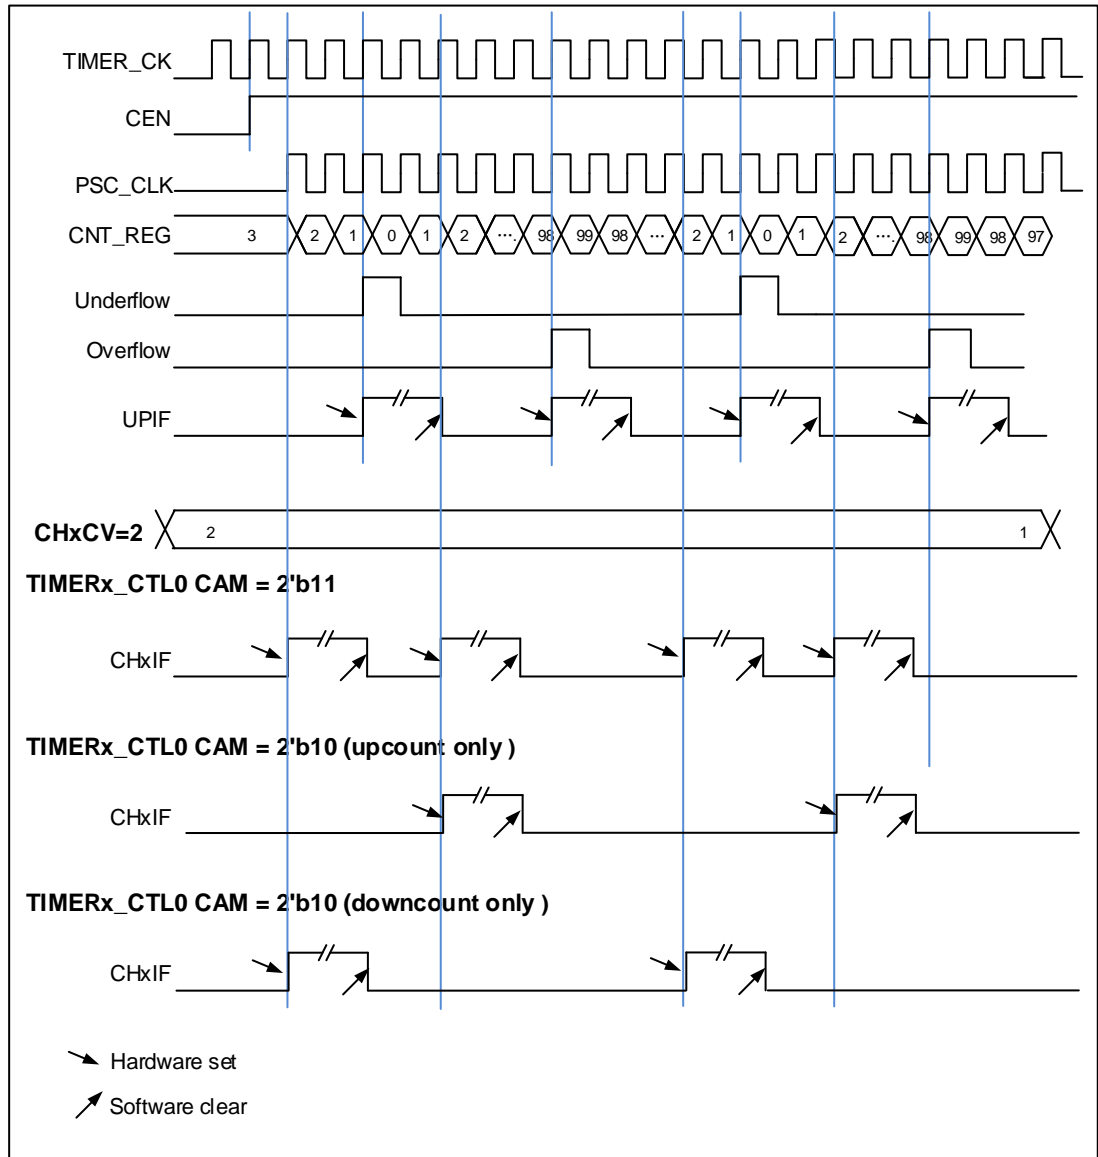 TIMER_CK
CEN
PSC_CLK
CNT_REG 3 2 1 0 1 2 .... 98 99 98 ... 2 1 0 1 2 .... 98 99 98 97
Underflow
Overflow
UPIF
CHxCV=2 2 1
TIMERx_CTL0 CAM = 2'b11
CHxIF
TIMERx_CTL0 CAM = 2'b10 (upcount only )
CHxIF
TIMERx_CTL0 CAM = 2'b10 (downcount only )
CHxIF
Hardware set
Software clear